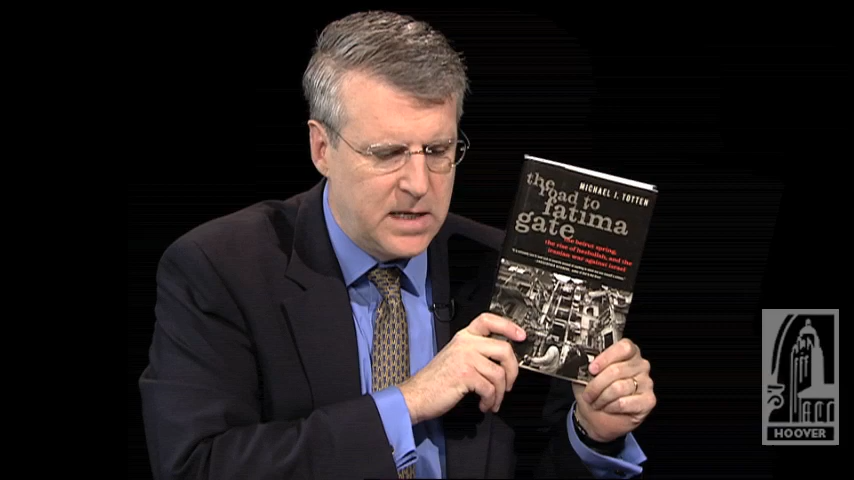 MICHAEL J. TOTTEN
the
road to
fatima
gate
the beirut spring,
the rise of hezbollah, and the
iranian war against israel
HOOVER